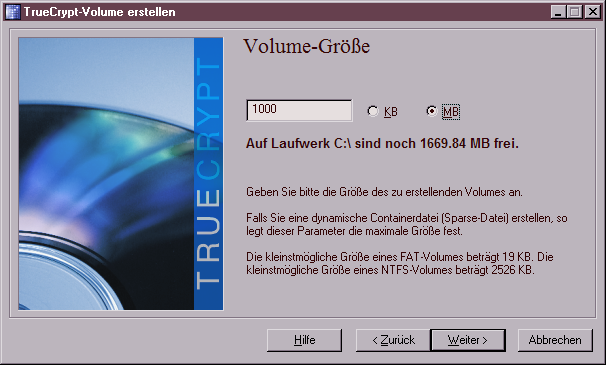 TrueCrypt-Volume erstellen
TRUECRYPT
Volume-Größe
1000
KB
MB
Auf Laufwerk C:\ sind noch 1669.84 MB frei.
Geben Sie bitte die Größe des zu erstellenden Volumes an.
Falls Sie eine dynamische Containerdatei (Sparse-Datei) erstellen, so
legt dieser Parameter die maximale Größe fest.
Die kleinstmögliche Größe eines FAT-Volumes beträgt 19 KB. Die
kleinstmögliche Größe eines NTFS-Volumes beträgt 2526 KB.
Hilfe
< Zurück
Weiter >
Abbrechen